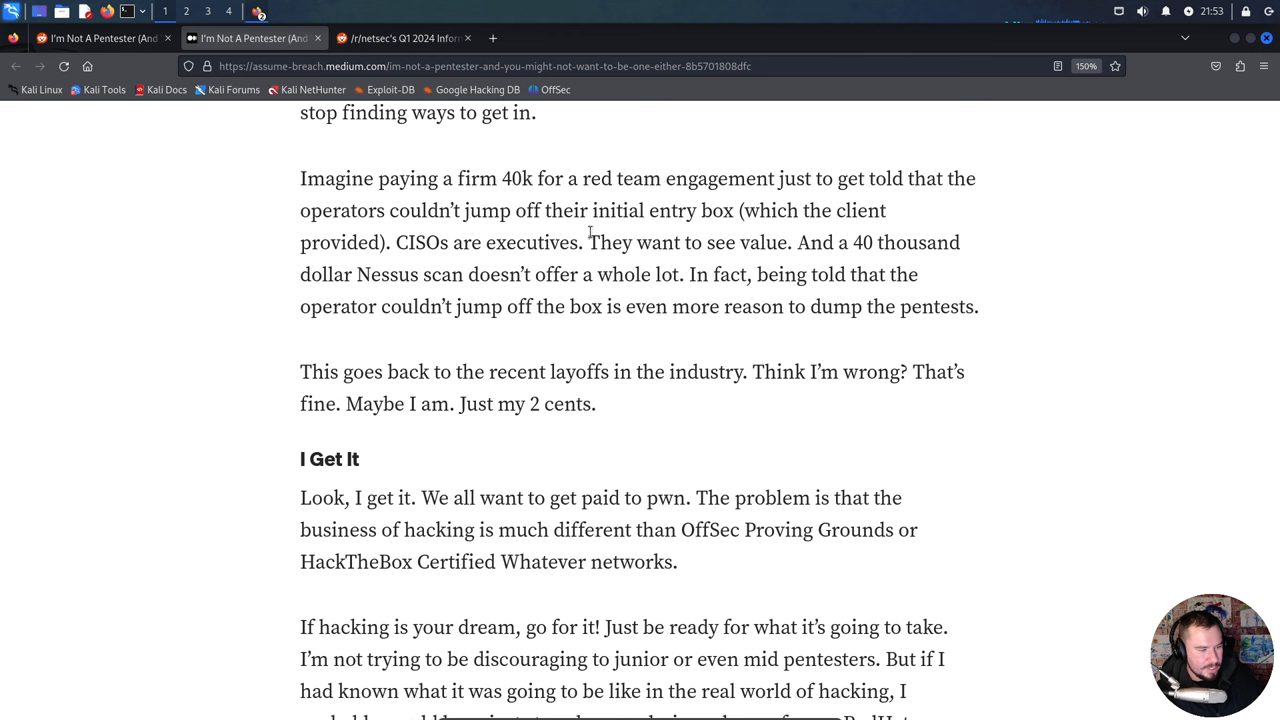 1
2
3
4
2
21:53
I'm Not A Pentester (And
I'm Not A Pentester (And
/r/netsec's Q1 2024 Inform
https://assume-breach.medium.com/im-not-a-pentester-and-you-might-not-want-to-be-one-either-8b5701808dfc
150%
Kali Linux
Kali Tools
Kali Docs
Kali Forums
Kali NetHunter
Exploit-DB
Google Hacking DB
OffSec
stop finding ways to get in.
Imagine paying a firm 40k for a red team engagement just to get told that the
operators couldn't jump off their initial entry box (which the client
provided). CISOs are executives. They want to see value. And a 40 thousand
dollar Nessus scan doesn't offer a whole lot. In fact, being told that the
operator couldn't jump off the box is even more reason to dump the pentests.
This goes back to the recent layoffs in the industry. Think I'm wrong? That's
fine. Maybe I am. Just my 2 cents.
I Get It
Look, I get it. We all want to get paid to pwn. The problem is that the
business of hacking is much different than OffSec Proving Grounds or
HackTheBox Certified Whatever networks.
If hacking is your dream, go for it! Just be ready for what it's going to take.
I'm not trying to be discouraging to junior or even mid pentesters. But if I
had known what it was going to be like in the real world of hacking, I